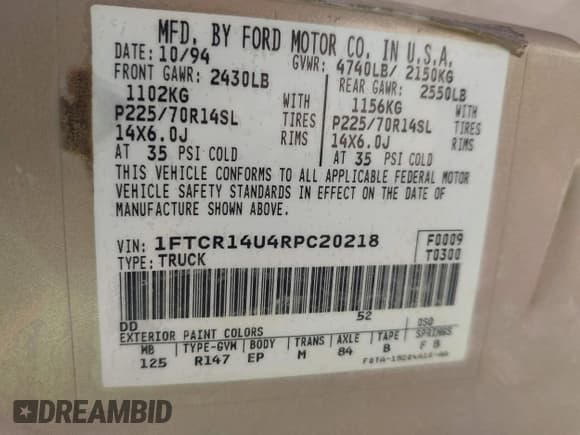 MFD. BY FORD MOTOR CO. IN U.S.A.
DATE: 10/94 GVWR: 4740LB/ 2150KG
FRONT GAWR: 2430LB REAR GAWR: 2550LB
1102KG WITH 1156KG WITH
P225/70R14SL TIRES P225/70R14SL TIRES
14X6.0J RIMS 14X6.0J RIMS
AT 35 PSI COLD AT 35 PSI COLD
THIS VEHICLE CONFORMS TO ALL APPLICABLE FEDERAL MOTOR
VEHICLE SAFETY STANDARDS IN EFFECT ON THE DATE OF
MANUFACTURE SHOWN ABOVE.
VIN: 1FTCR14U4RPC20218 F0009
TYPE: TRUCK T0300
DD 52
EXTERIOR PAINT COLORS DSO
WB TYPE-GVM BODY TRANS AXLE TAPE SPRINGS
125 R147 EP M 84 B F B
DREAMBID